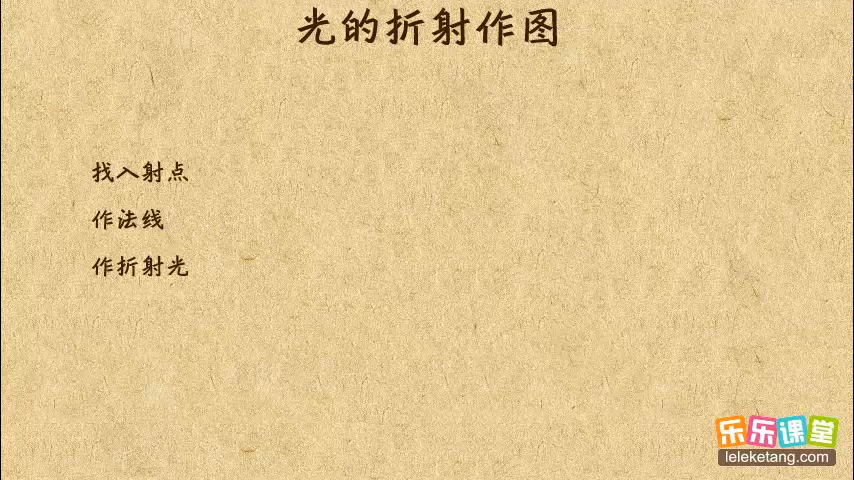 光的折射作图
找入射点
作法线
作折射光
乐乐课堂
leleketang.com